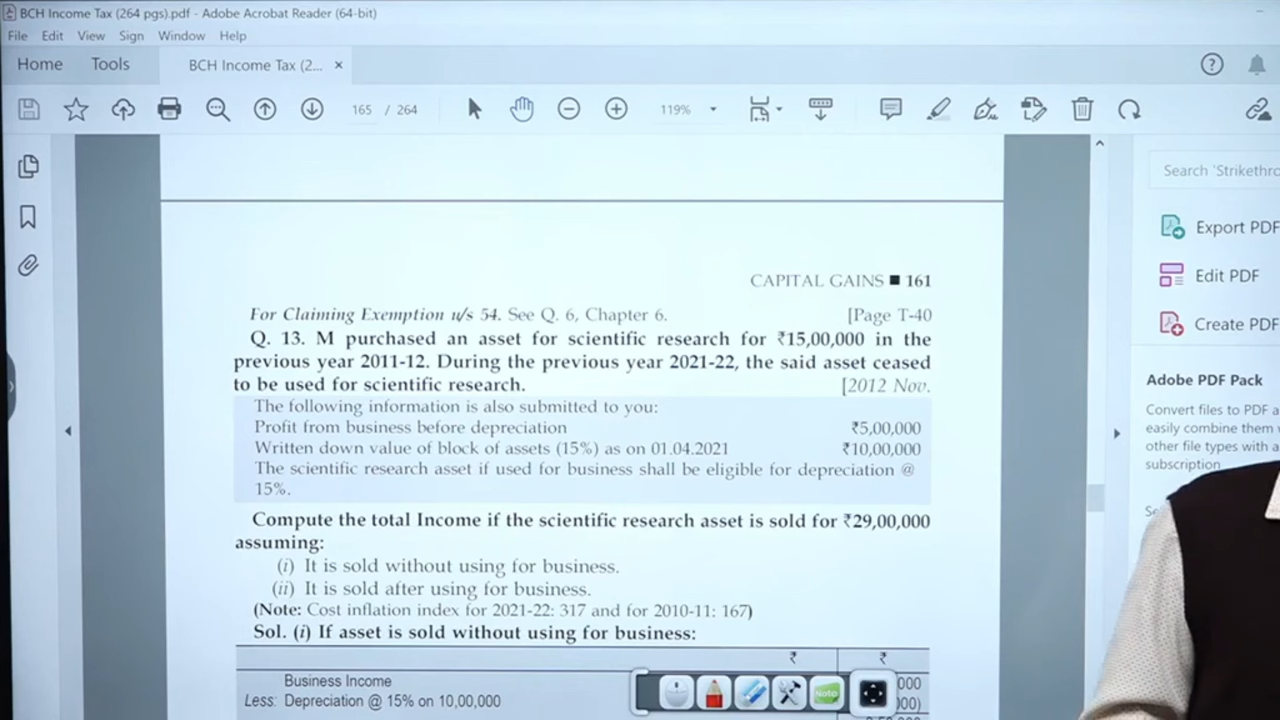 BCH Income Tax (264 pgs).pdf - Adobe Acrobat Reader (64-bit)
File Edit View Sign Window Help
Home Tools BCH Income Tax (2... ×
165 / 264 119%
Search 'Strikethro
Export PDF
Edit PDF
Create PDF
Adobe PDF Pack
Convert files to PDF a
easily combine them
other file types with a
subscription
CAPITAL GAINS ■ 161
For Claiming Exemption u/s 54. See Q. 6, Chapter 6. [Page T-40
Q. 13. M purchased an asset for scientific research for ₹15,00,000 in the
previous year 2011-12. During the previous year 2021-22, the said asset ceased
to be used for scientific research. [2012 Nov.
The following information is also submitted to you:
Profit from business before depreciation ₹5,00,000
Written down value of block of assets (15%) as on 01.04.2021 ₹10,00,000
The scientific research asset if used for business shall be eligible for depreciation @
15%.
Compute the total Income if the scientific research asset is sold for ₹29,00,000
assuming:
(i) It is sold without using for business.
(ii) It is sold after using for business.
(Note: Cost inflation index for 2021-22: 317 and for 2010-11: 167)
Sol. (i) If asset is sold without using for business:
₹ ₹
Business Income 000
Less: Depreciation @ 15% on 10,00,000 000)
Note